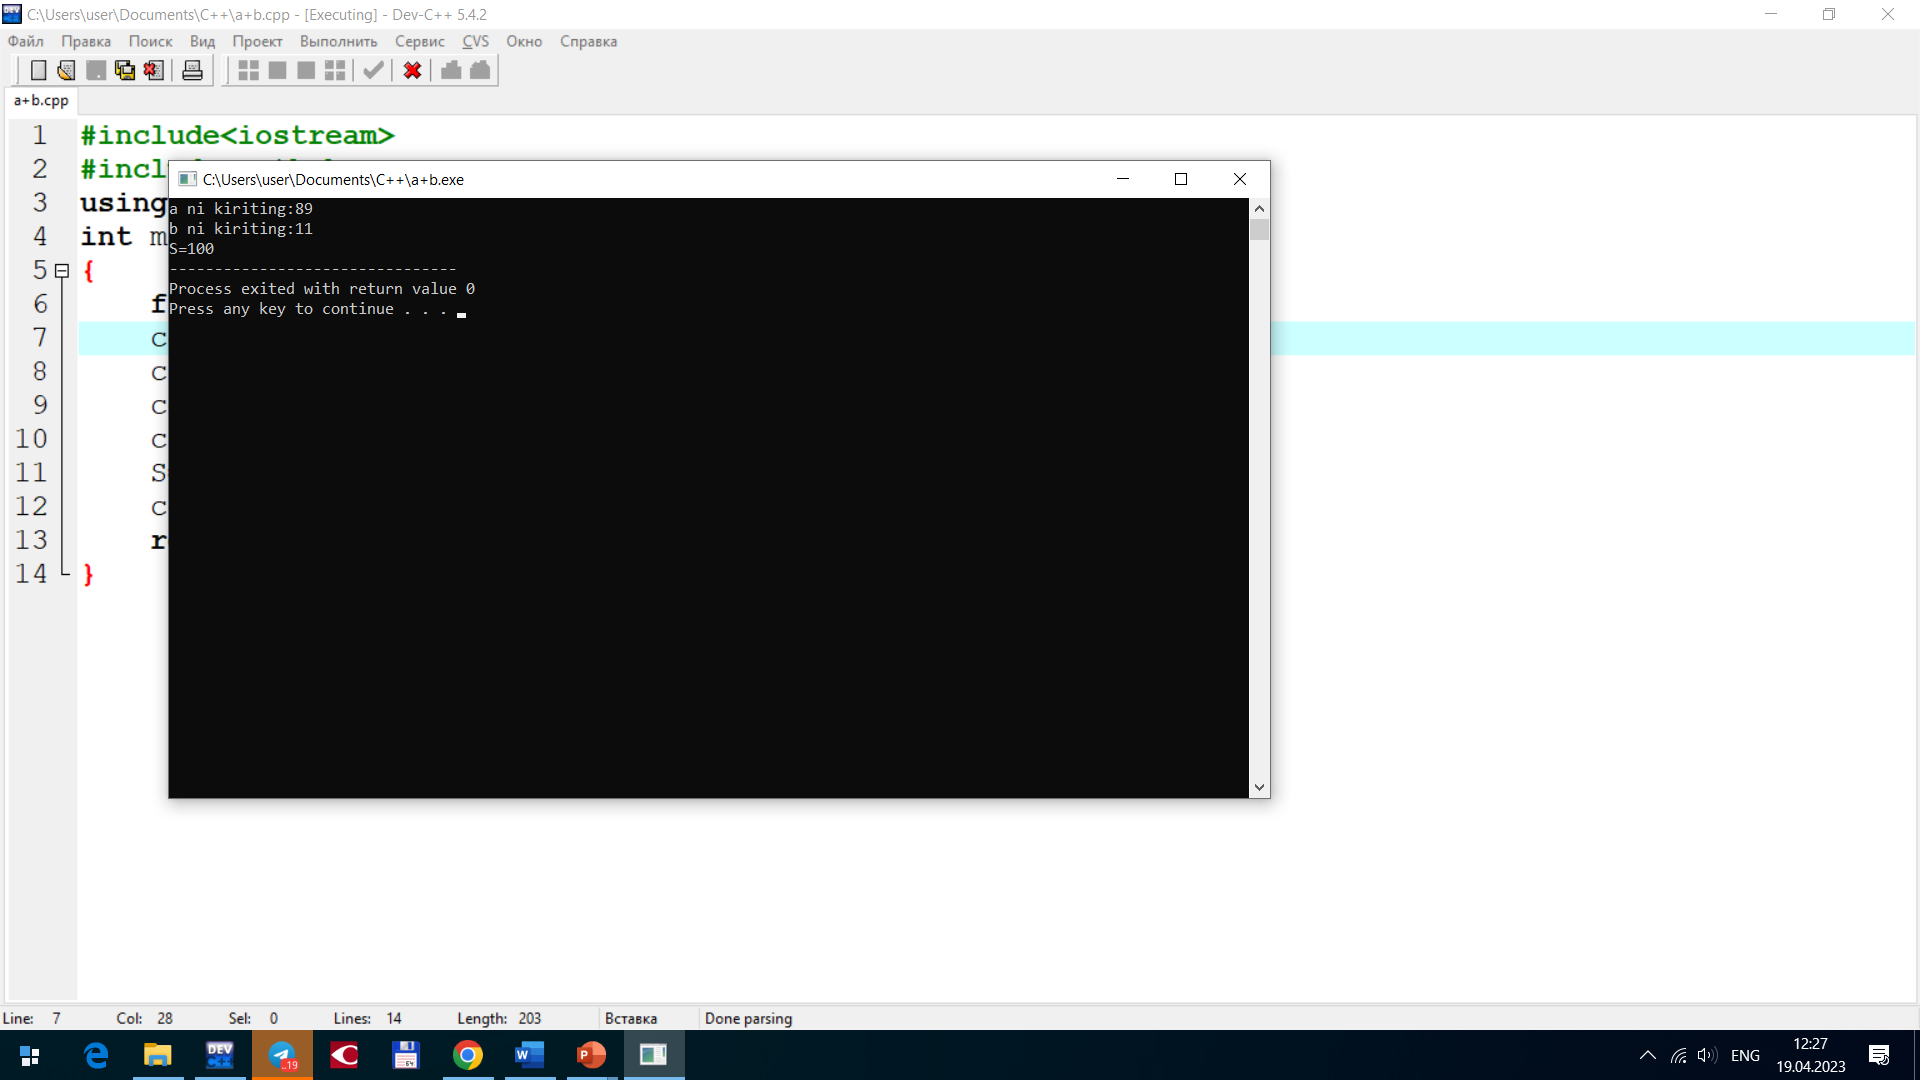 C:\Users\user\Documents\C++\a+b.cpp - [Executing] - Dev-C++ 5.4.2
Файл Правка Поиск Вид Проект Выполнить Сервис CVS Окно Справка
a+b.cpp
1 #include<iostream>
2 #incl
3 using
4 int m
5 {
6 f
7 c
8 c
9 c
10 c
11 S
12 c
13 r
14 }
C:\Users\user\Documents\C++\a+b.exe
a ni kiriting:89
b ni kiriting:11
S=100
--------------------------------
Process exited with return value 0
Press any key to continue . . .
Line: 7 Col: 28 Sel: 0 Lines: 14 Length: 203 Вставка Done parsing
DEV C++ ..19 64 W P ENG 12:27
19.04.2023